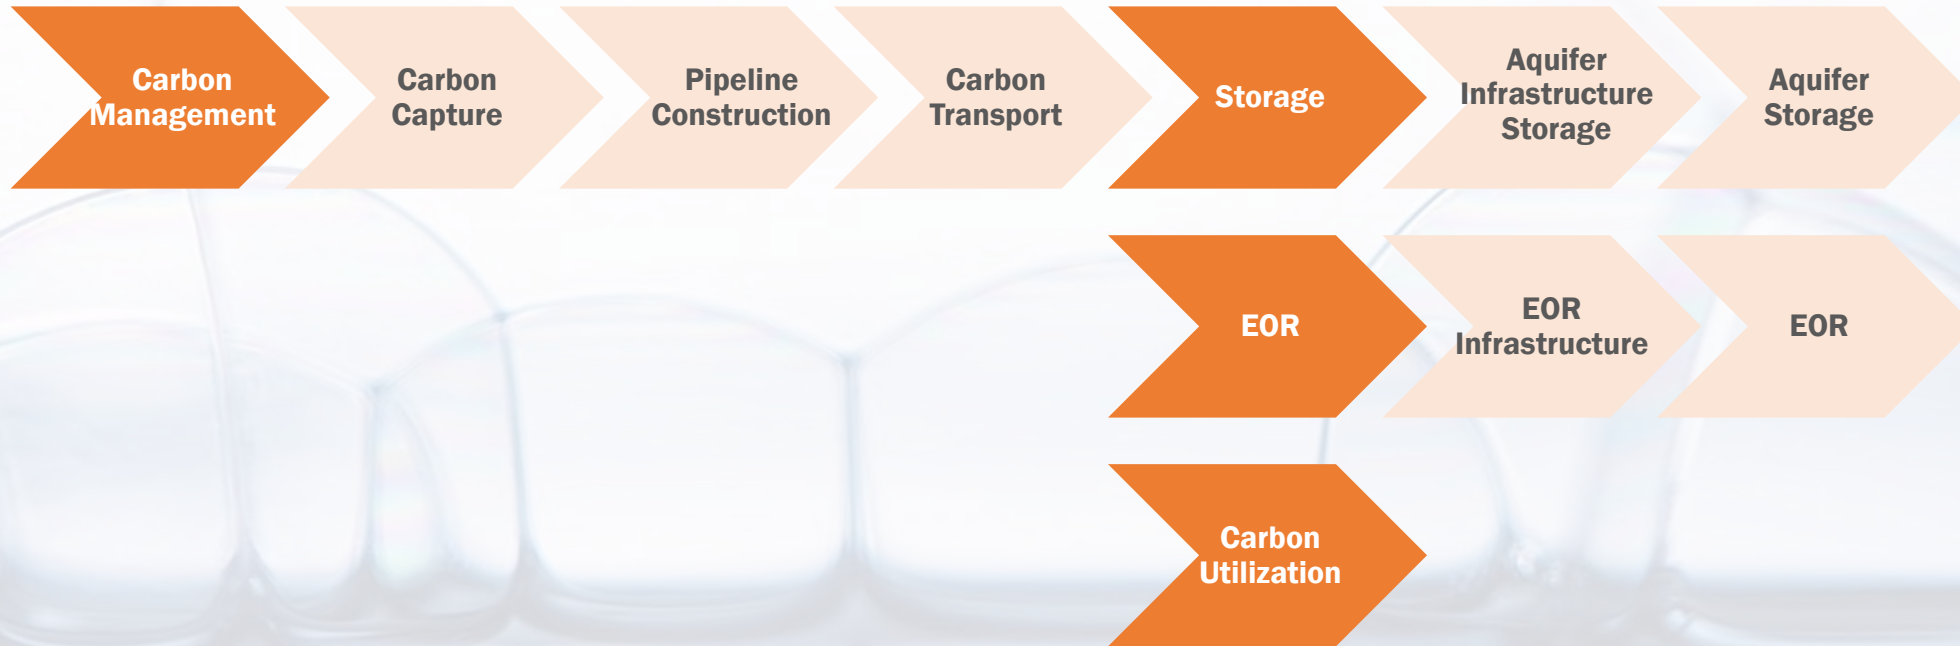 Carbon
Management
Carbon
Capture
Pipeline
Construction
Carbon
Transport
Storage
Aquifer
Infrastructure
Storage
Aquifer
Storage
EOR
EOR
Infrastructure
EOR
Carbon
Utilization